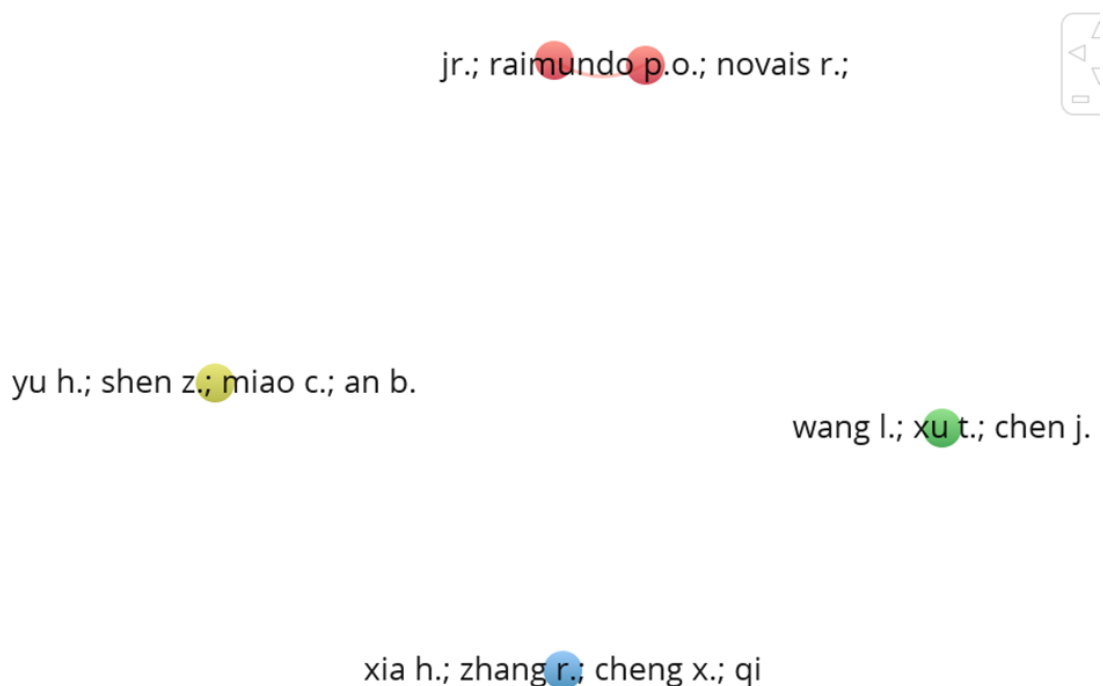 jr.; raimundo p.o.; novais r.;
yu h.; shen z.; miao c.; an b.
wang l.; xu t.; chen j.
xia h.; zhang r.; cheng x.; qi